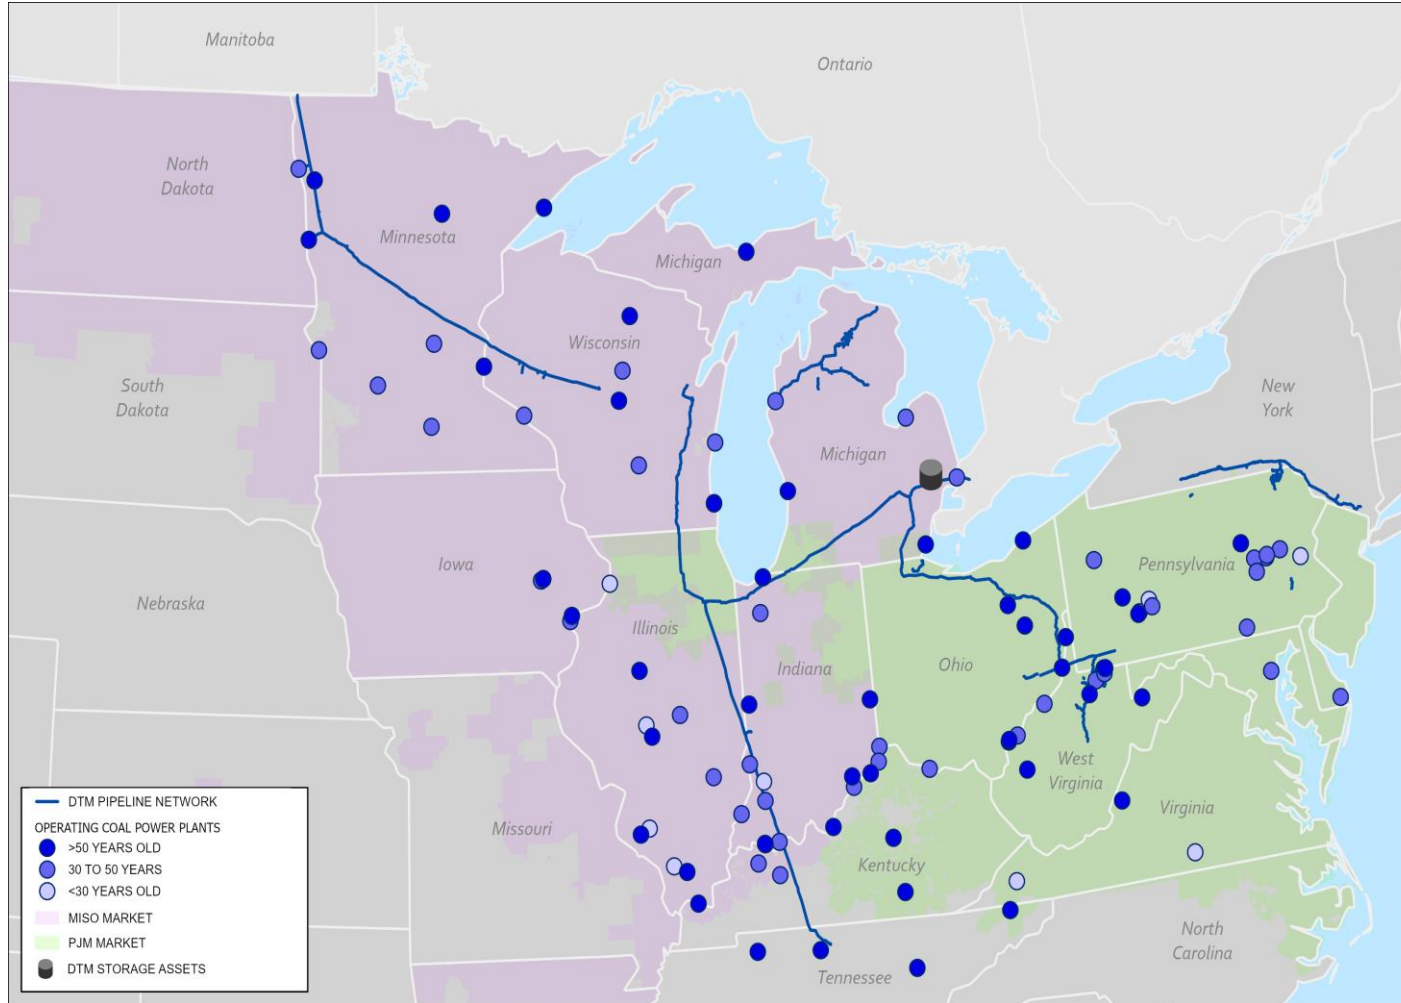 Manitoba
Ontario
North
Dakota
Minnesota
Michigan
Wisconsin
South
Dakota
New
York
Michigan
Iowa
Pennsylvania
Nebraska
Illinois
Indiana
Ohio
West
Virginia
Virginia
Missouri
Kentucky
North
Carolina
Tennessee
DTM PIPELINE NETWORK
OPERATING COAL POWER PLANTS
>50 YEARS OLD
30 TO 50 YEARS
<30 YEARS OLD
MISO MARKET
PJM MARKET
DTM STORAGE ASSETS